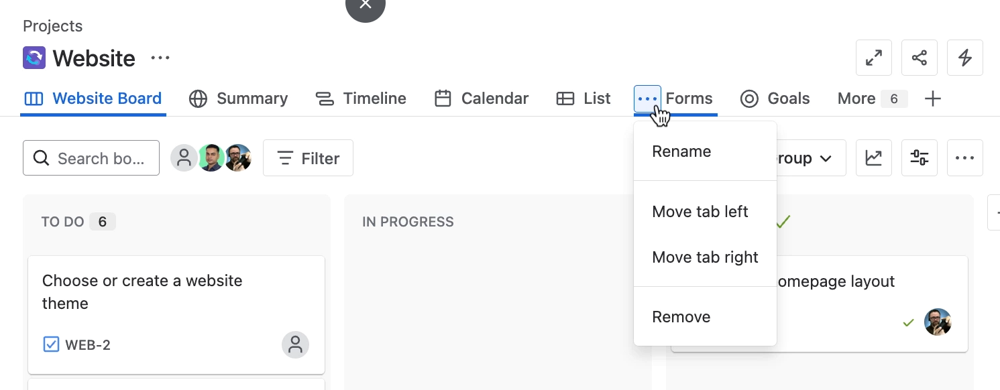 Projects
Website
Website Board Summary Timeline Calendar List Forms Goals More 6
Search bo... Filter roup
Rename
Move tab left
Move tab right
Remove
TO DO 6
IN PROGRESS
Choose or create a website
theme
WEB-2
omepage layout